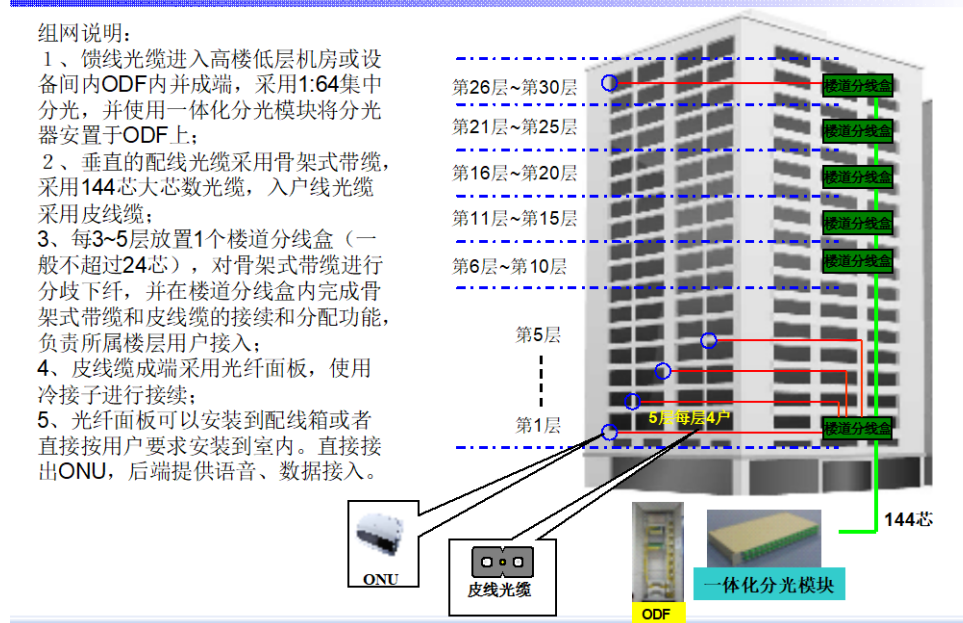 组网说明:
1、馈线光缆进入高楼低层机房或设
备间内ODF内并成端，采用1:64集中
分光，并使用一体化分光模块将分光
器安置于ODF上;
2、垂直的配线光缆采用骨架式带缆,
采用144芯大芯数光缆，入户线光缆
采用皮线缆;
3、每3~5层放置1个楼道分线盒（一
般不超过24芯），对骨架式带缆进行
分歧下纤，并在楼道分线盒内完成骨
架式带缆和皮线缆的接续和分配功能,
负责所属楼层用户接入;
4、皮线缆成端采用光纤面板，使用
冷接子进行接续;
5、光纤面板可以安装到配线箱或者
直接按用户要求安装到室内。直接接
出ONU，后端提供语音、数据接入。
第26层~第30层
楼道分线盒
第21层~第25层
楼道分线盒
第16层~第20层
楼道分线盒
第11层~第15层
楼道分线盒
第6层~第10层
楼道分线盒
第5层
5层每层4户
第1层
楼道分线盒
144芯
ONU
皮线光缆
一体化分光模块
ODF